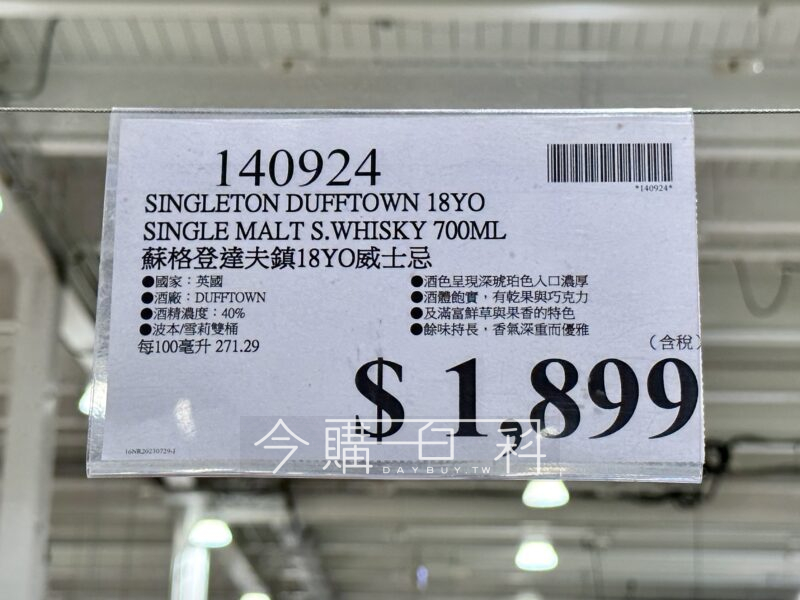 140924
*140924*
SINGLETON DUFFTOWN 18YO
SINGLE MALT S.WHISKY 700ML
蘇格登達夫鎮18YO威士忌
●國家：英國
●酒廠：DUFFTOWN
●酒精濃度：40%
●波本/雪莉雙桶
每100毫升 271.29
●酒色呈現深琥珀色入口濃厚
●酒體飽實，有乾果與巧克力
●及滿富鮮草與果香的特色
●餘味持長，香氣深重而優雅
(含稅)
$ 1,899
16NR20230729-1
今購百科
DAYBUY.TW